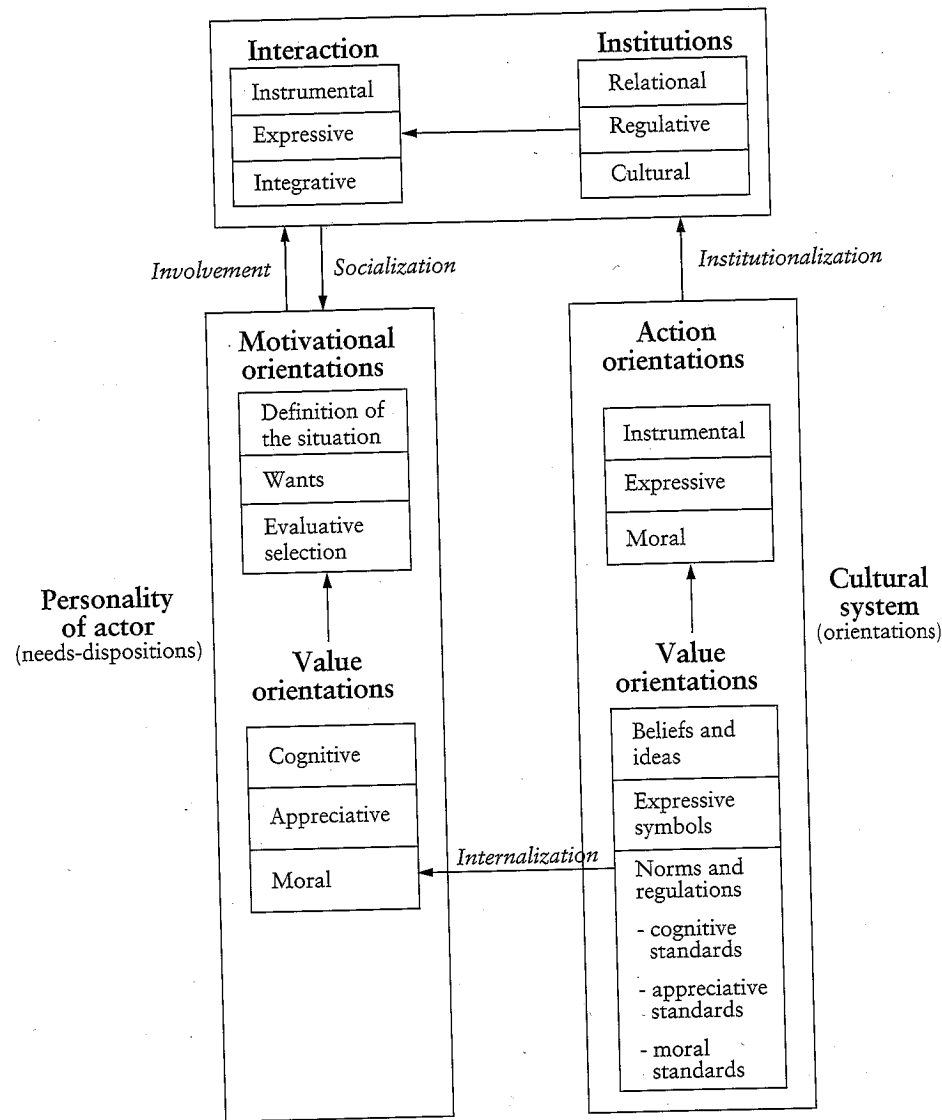 Interaction
Instrumental
Expressive
Integrative
Institutions
Relational
Regulative
Cultural
Involvement
Socialization
Institutionalization
Motivational
orientations
Definition of
the situation
Wants
Evaluative
selection
Personality
of actor
(needs-dispositions)
Value
orientations
Cognitive
Appreciative
Moral
Internalization
Action
orientations
Instrumental
Expressive
Moral
Cultural
system
(orientations)
Value
orientations
Beliefs and
ideas
Expressive
symbols
Norms and
regulations
- cognitive
standards
- appreciative
standards
- moral
standards